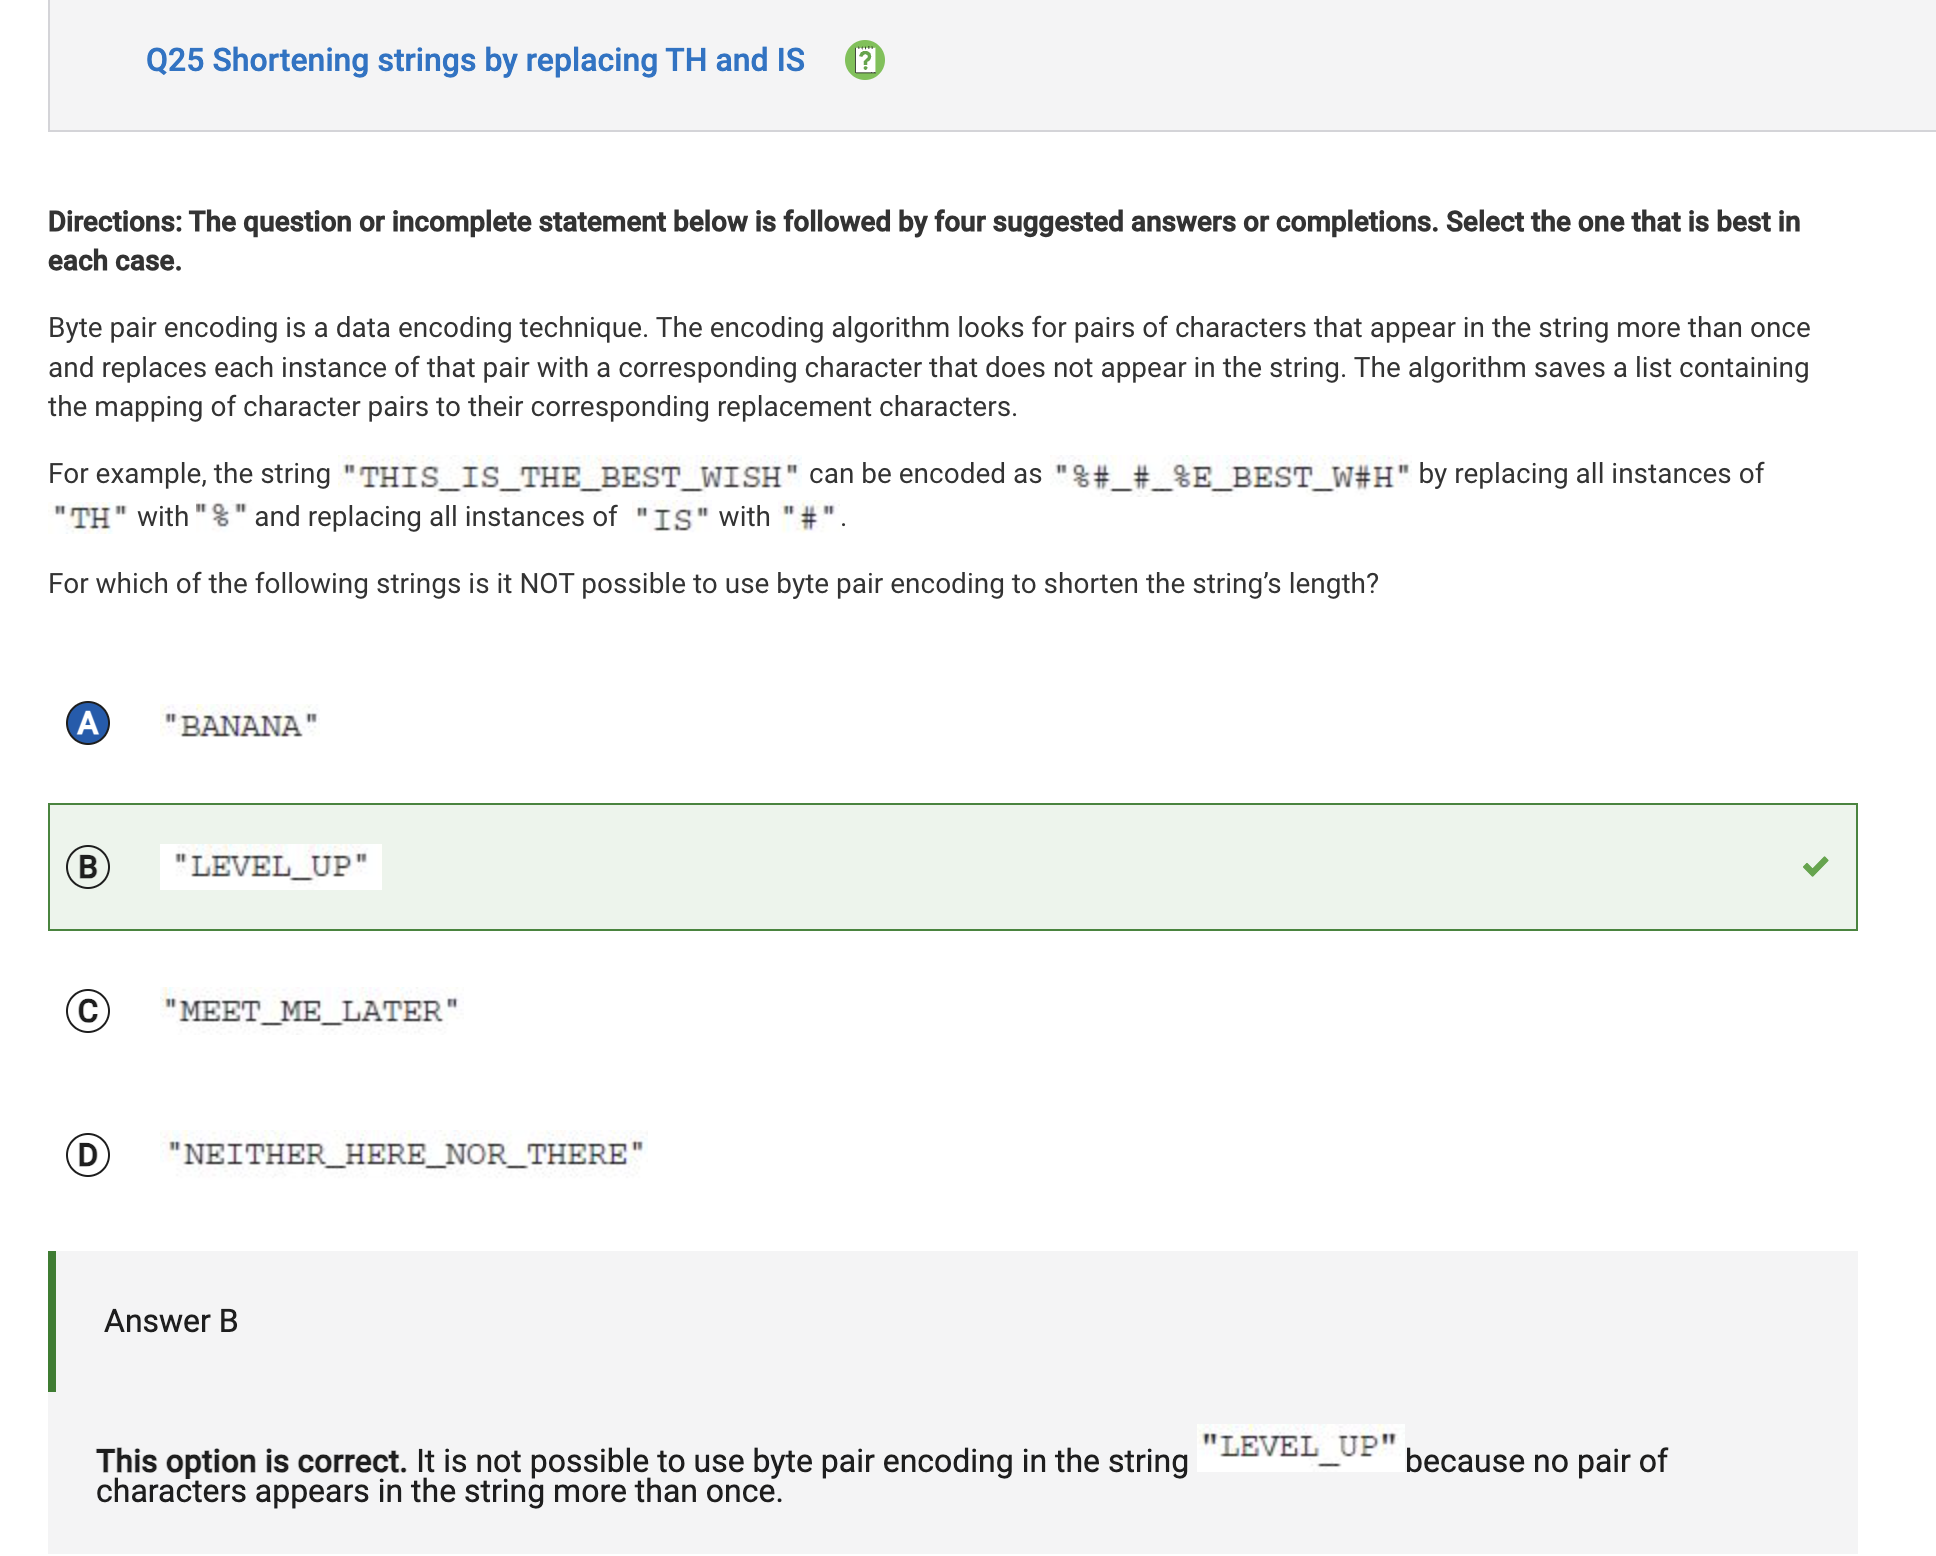 Q25 Shortening strings by replacing TH and IS
Directions: The question or incomplete statement below is followed by four suggested answers or completions. Select the one that is best in
each case.
Byte pair encoding is a data encoding technique. The encoding algorithm looks for pairs of characters that appear in the string more than once
and replaces each instance of that pair with a corresponding character that does not appear in the string. The algorithm saves a list containing
the mapping of character pairs to their corresponding replacement characters.
For example, the string "THIS_IS_THE_BEST_WISH" can be encoded as "%#_#_%E_BEST_W#H" by replacing all instances of
"TH" with "%" and replacing all instances of "IS" with "#".
For which of the following strings is it NOT possible to use byte pair encoding to shorten the string’s length?
A "BANANA"
B "LEVEL_UP"
C "MEET_ME_LATER"
D "NEITHER_HERE_NOR_THERE"
Answer B
This option is correct. It is not possible to use byte pair encoding in the string "LEVEL_UP" because no pair of
characters appears in the string more than once.